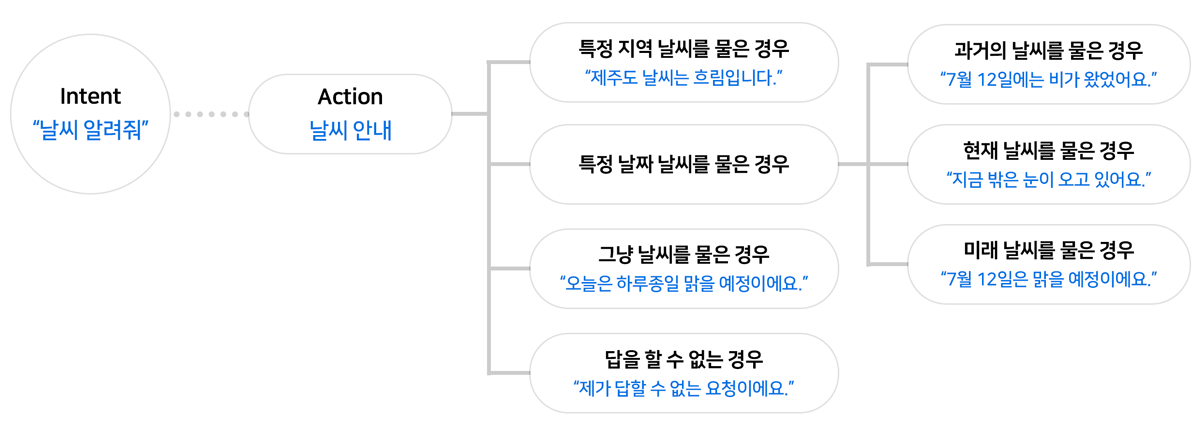 Intent
“날씨 알려줘”
Action
날씨 안내
특정 지역 날씨를 물은 경우
“제주도 날씨는 흐림입니다.”
특정 날짜 날씨를 물은 경우
과거의 날씨를 물은 경우
“7월 12일에는 비가 왔었어요.”
현재 날씨를 물은 경우
“지금 밖은 눈이 오고 있어요.”
미래 날씨를 물은 경우
“7월 12일은 맑을 예정이에요.”
그냥 날씨를 물은 경우
“오늘은 하루종일 맑을 예정이에요.”
답을 할 수 없는 경우
“제가 답할 수 없는 요청이에요.”